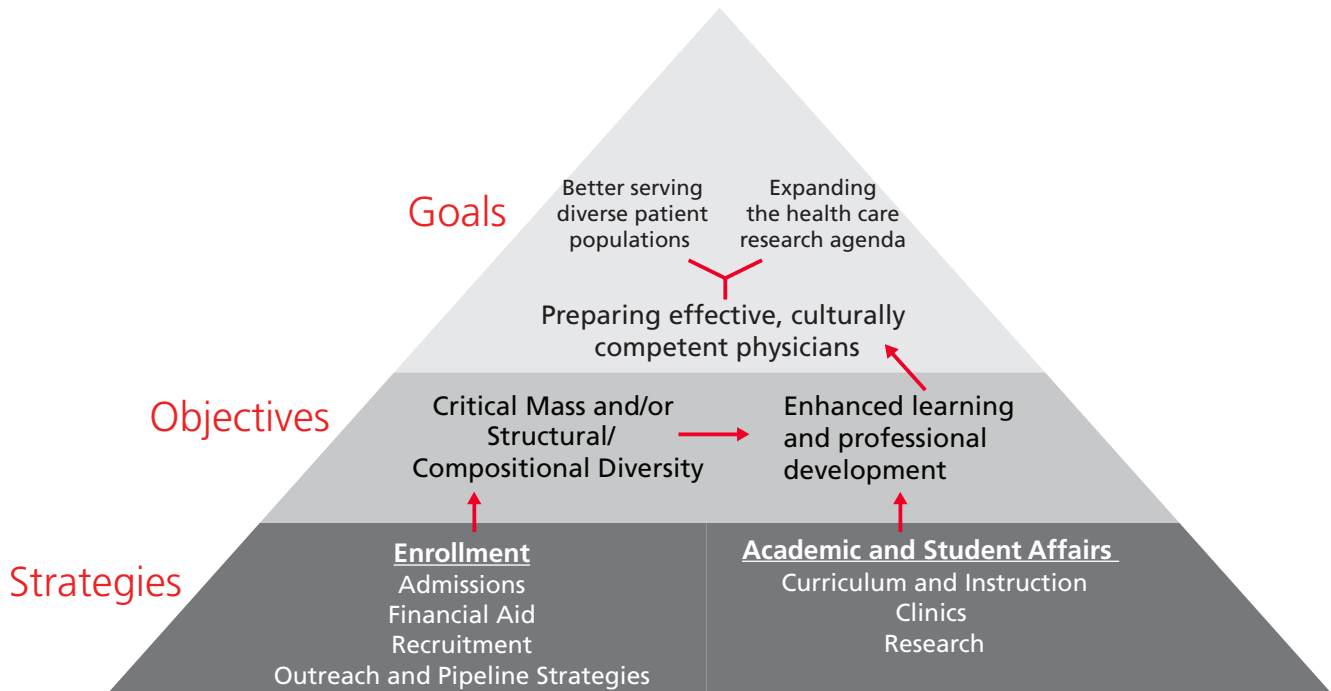 Goals
Better serving
diverse patient
populations
Expanding
the health care
research agenda
Preparing effective, culturally
competent physicians
Objectives
Critical Mass and/or
Structural/
Compositional Diversity
Enhanced learning
and professional
development
Strategies
Enrollment
Admissions
Financial Aid
Recruitment
Outreach and Pipeline Strategies
Academic and Student Affairs
Curriculum and Instruction
Clinics
Research